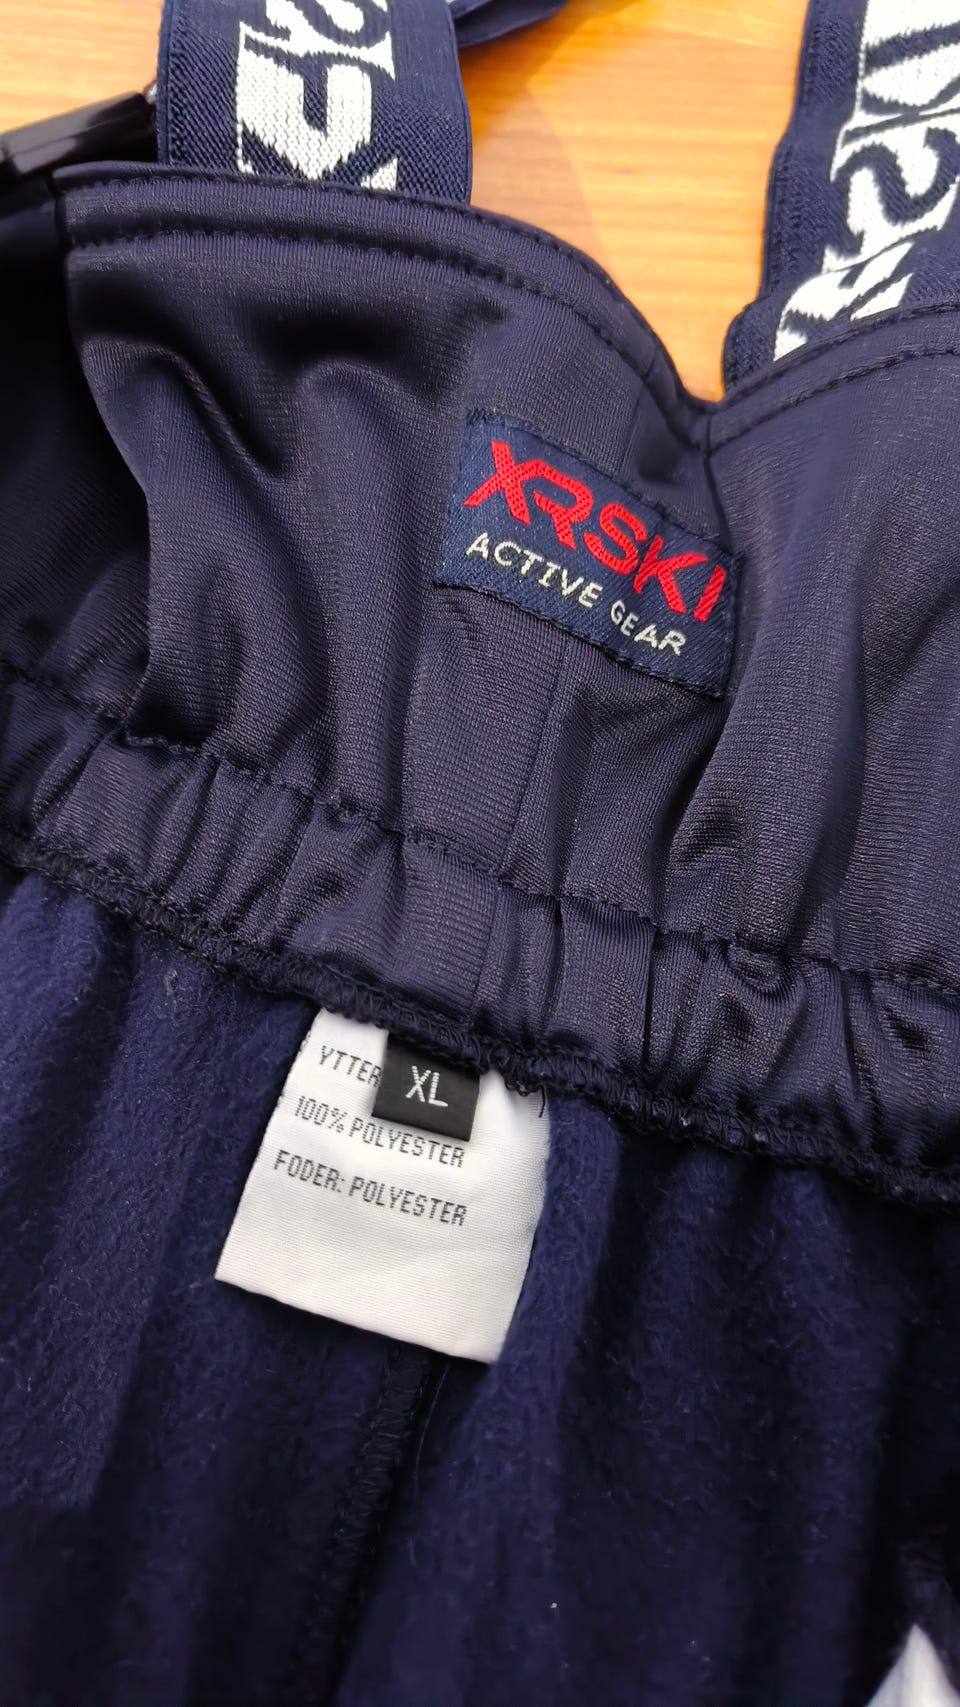 XRSKI
ACTIVE GEAR
XL
YTTER
100% POLYESTER
FODER: POLYESTER